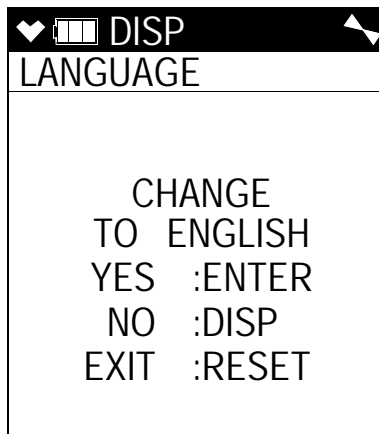 DISP
LANGUAGE
CHANGE
TO ENGLISH
YES :ENTER
NO :DISP
EXIT :RESET